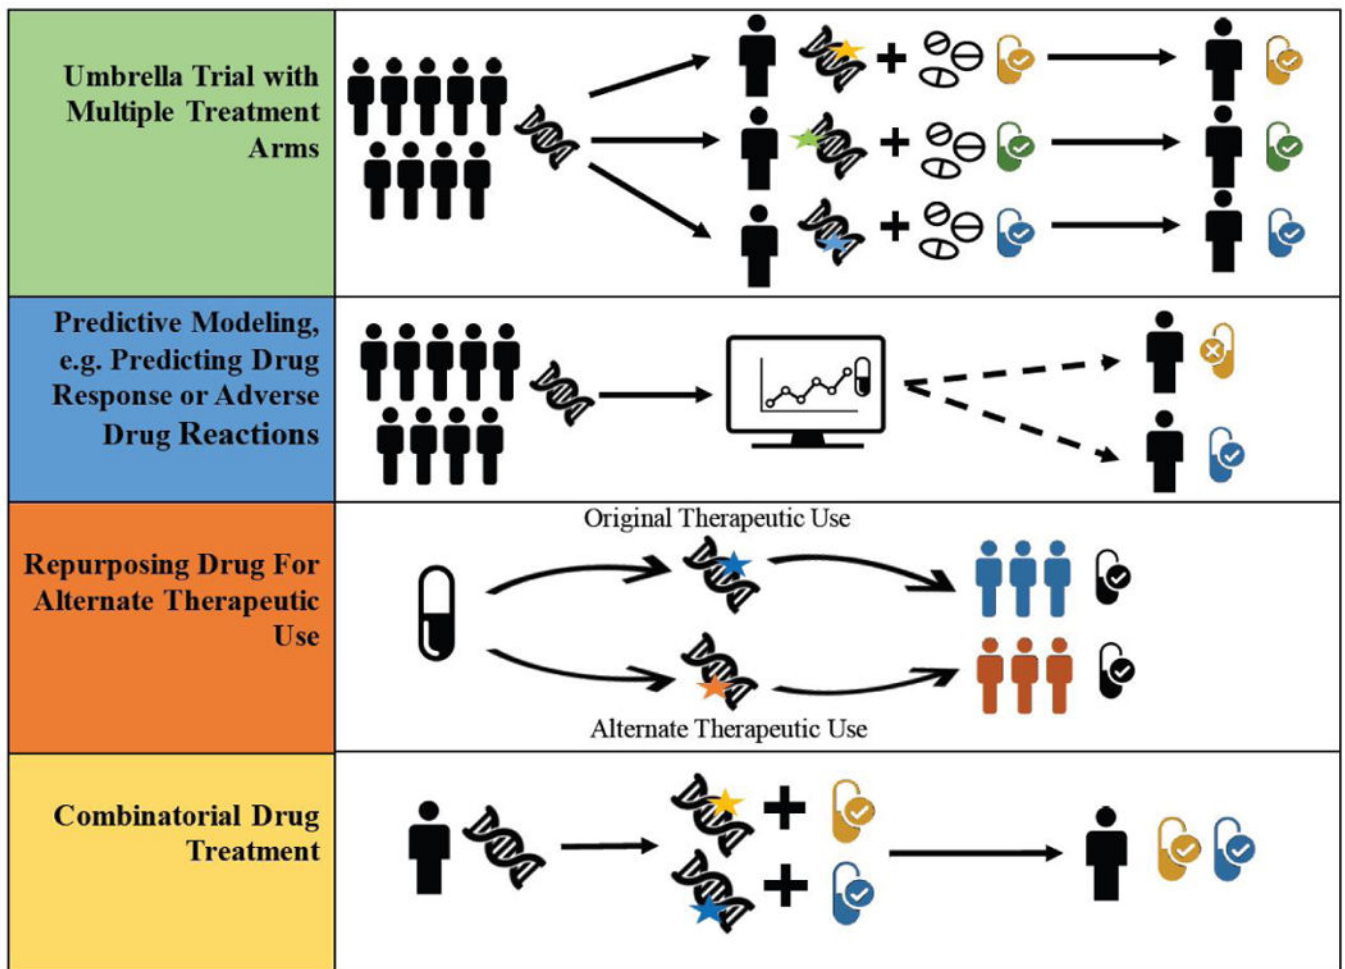 Umbrella Trial with
Multiple Treatment
Arms
Predictive Modeling,
e.g. Predicting Drug
Response or Adverse
Drug Reactions
Original Therapeutic Use
Repurposing Drug For
Alternate Therapeutic
Use
Alternate Therapeutic Use
Combinatorial Drug
Treatment